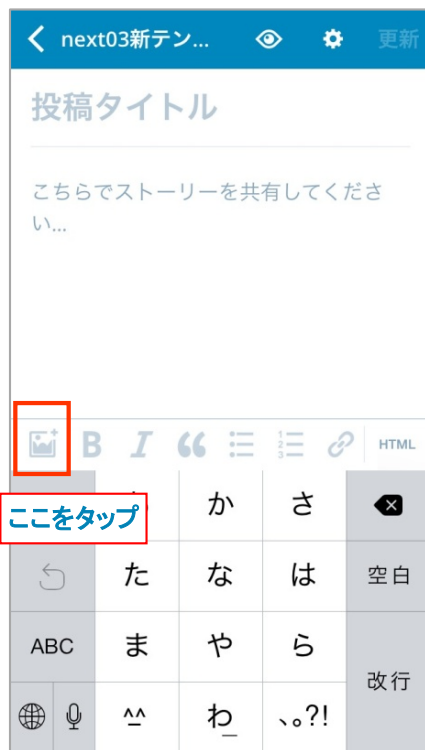 next03新テン... 更新
投稿タイトル
こちらでストーリーを共有してくださ
い...
B I HTML
ここをタップ
か さ
た な は 空白
ABC ま や ら
改行
^^ わ_ 、。?!